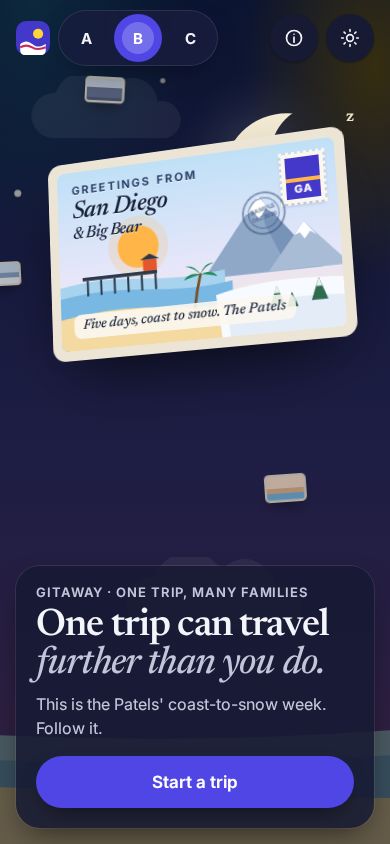 A B C
z
GREETINGS FROM
San Diego
& Big Bear
GA
Five days, coast to snow. The Patels
GITAWAY · ONE TRIP, MANY FAMILIES
One trip can travel
further than you do.
This is the Patels' coast-to-snow week.
Follow it.
Start a trip